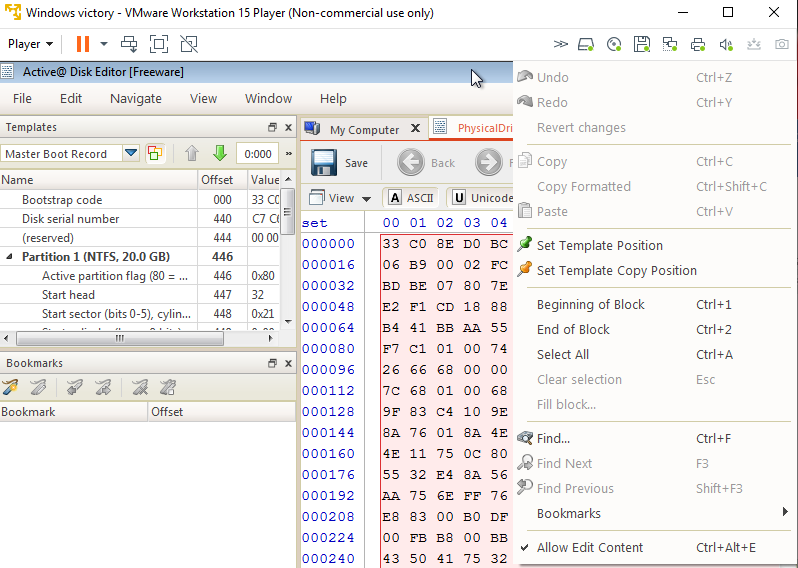 Windows victory - VMware Workstation 15 Player (Non-commercial use only)
Player
Active@ Disk Editor [Freeware]
File Edit Navigate View Window Help
Templates
Master Boot Record 0:000 »
Name Offset Value
Bootstrap code 000 33 C0
Disk serial number 440 C7 C6
(reserved) 444 00 00
Partition 1 (NTFS, 20.0 GB) 446
Active partition flag (80 = ... 446 0x80
Start head 447 32
Start sector (bits 0-5), cylin... 448 0x21
Bookmarks
Bookmark Offset
My Computer X PhysicalDri
Save Back
View A ASCII U Unicode
set 00 01 02 03 04
000000 33 C0 8E D0 BC
000016 06 B9 00 02 FC
000032 BD BE 07 80 7E
000048 E2 F1 CD 18 88
000064 B4 41 BB AA 55
000080 F7 C1 01 00 74
000096 26 66 68 00 00
000112 7C 68 01 00 68
000128 9F 83 C4 10 9E
000144 8A 76 01 8A 4E
000160 4E 11 75 0C 80
000176 55 32 E4 8A 56
000192 AA 75 6E FF 76
000208 E8 83 00 B0 DF
000224 00 FB B8 00 BB
000240 43 50 41 75 32
Undo Ctrl+Z
Redo Ctrl+Y
Revert changes
Copy Ctrl+C
Copy Formatted Ctrl+Shift+C
Paste Ctrl+V
Set Template Position
Set Template Copy Position
Beginning of Block Ctrl+1
End of Block Ctrl+2
Select All Ctrl+A
Clear selection Esc
Fill block...
Find... Ctrl+F
Find Next F3
Find Previous Shift+F3
Bookmarks
Allow Edit Content Ctrl+Alt+E